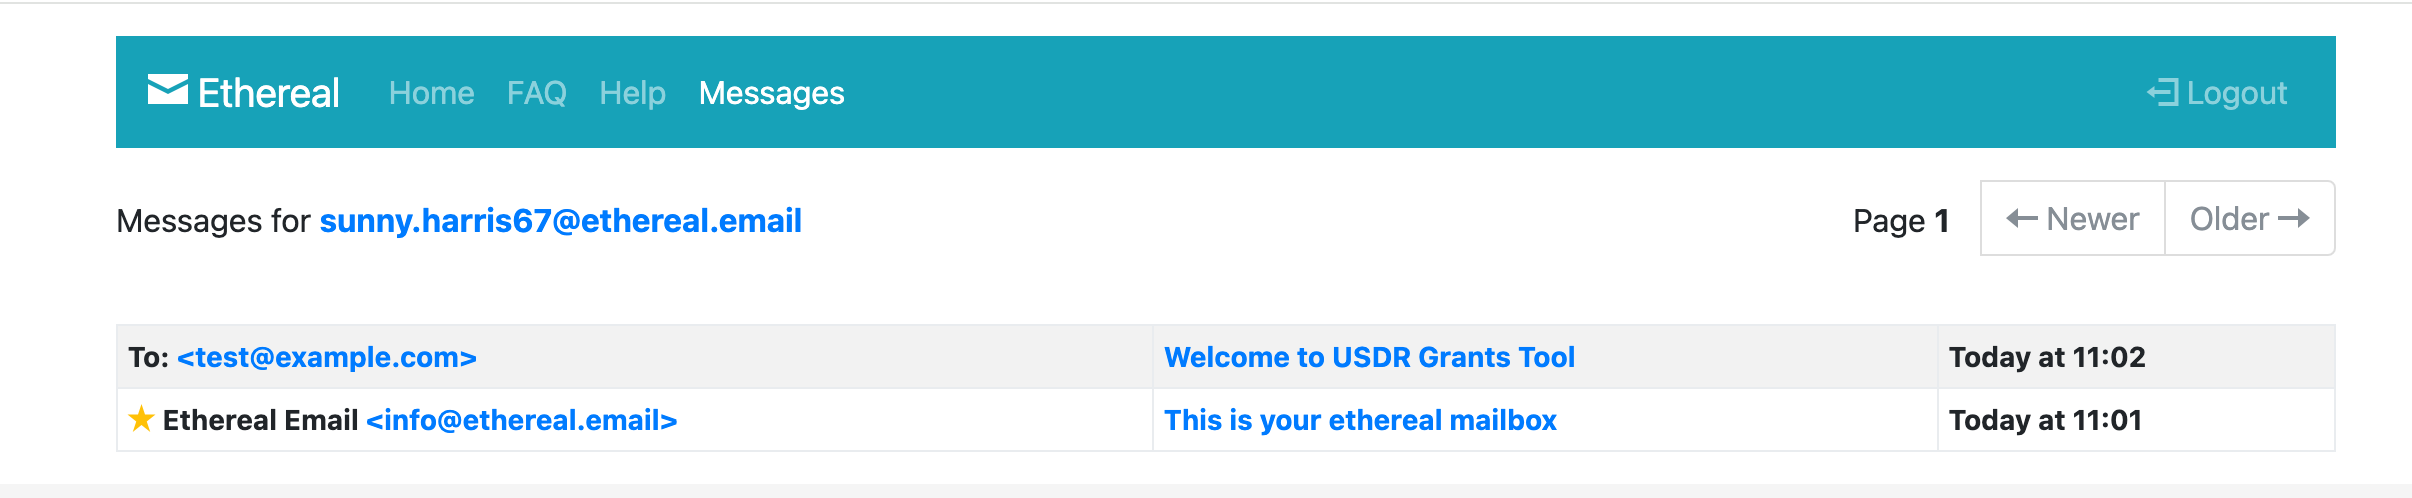 Ethereal Home FAQ Help Messages Logout
Messages for sunny.harris67@ethereal.email Page 1 Newer Older
To: <test@example.com> Welcome to USDR Grants Tool Today at 11:02
Ethereal Email <info@ethereal.email> This is your ethereal mailbox Today at 11:01